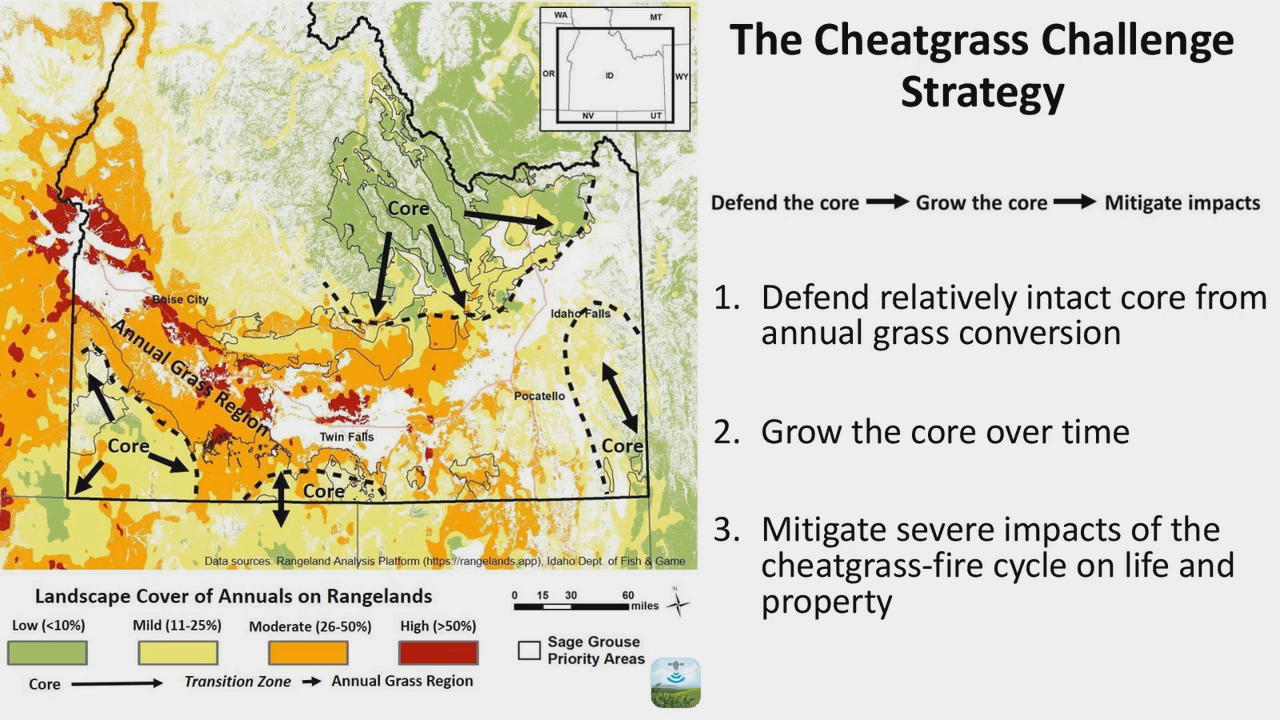 The Cheatgrass Challenge
Strategy
Defend the core → Grow the core → Mitigate impacts
1. Defend relatively intact core from
annual grass conversion
2. Grow the core over time
3. Mitigate severe impacts of the
cheatgrass-fire cycle on life and
property
WA
MT
OR
ID
WY
NV
UT
Core
Boise City
Idaho Falls
Annual Grass Region
Pocatello
Twin Falls
Core
Core
Core
Data sources. Rangeland Analysis Platform (https://rangelands.app), Idaho Dept. of Fish & Game
Landscape Cover of Annuals on Rangelands
Low (<10%) Mild (11-25%) Moderate (26-50%) High (>50%)
Core → Transition Zone → Annual Grass Region
0 15 30 60 miles
N
Sage Grouse
Priority Areas